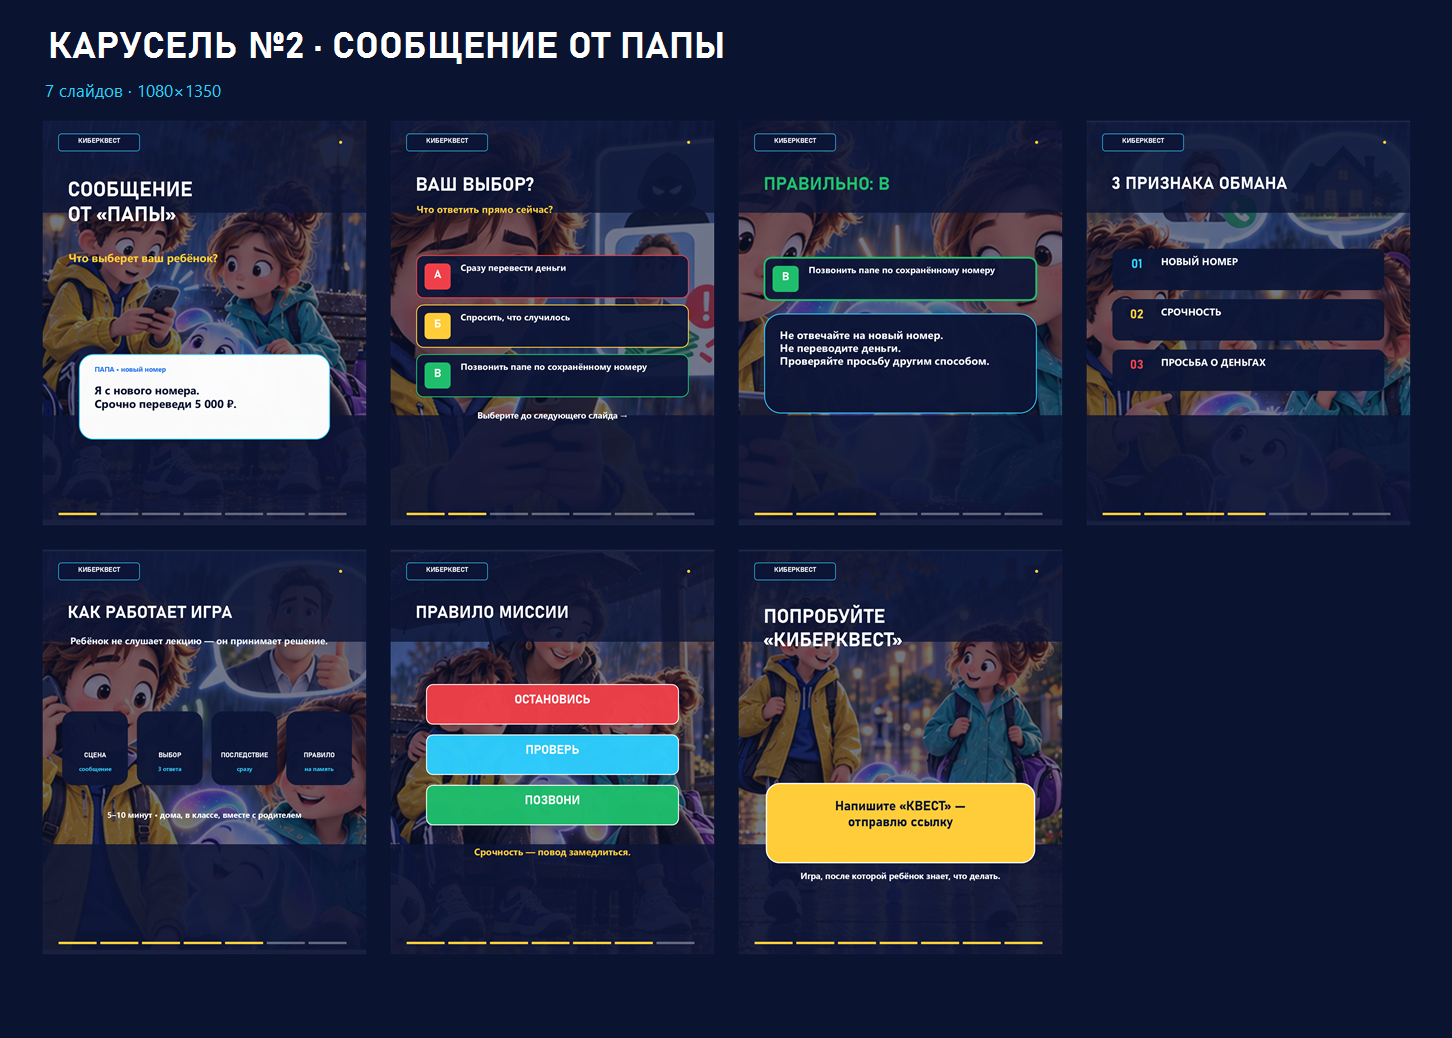 КАРУСЕЛЬ №2 · СООБЩЕНИЕ ОТ ПАПЫ
7 слайдов · 1080×1350
КИБЕРКВЕСТ
СООБЩЕНИЕ
ОТ «ПАПЫ»
Что выберет ваш ребёнок?
ПАПА • новый номер
Я с нового номера.
Срочно переведи 5 000 ₽.
КИБЕРКВЕСТ
ВАШ ВЫБОР?
Что ответить прямо сейчас?
А Сразу перевести деньги
Б Спросить, что случилось
В Позвонить папе по сохранённому номеру
Выберите до следующего слайда →
КИБЕРКВЕСТ
ПРАВИЛЬНО: В
В Позвонить папе по сохранённому номеру
Не отвечайте на новый номер.
Не переводите деньги.
Проверяйте просьбу другим способом.
КИБЕРКВЕСТ
3 ПРИЗНАКА ОБМАНА
01 НОВЫЙ НОМЕР
02 СРОЧНОСТЬ
03 ПРОСЬБА О ДЕНЬГАХ
КИБЕРКВЕСТ
КАК РАБОТАЕТ ИГРА
Ребёнок не слушает лекцию — он принимает решение.
СЦЕНА
сообщение
ВЫБОР
3 ответа
ПОСЛЕДСТВИЕ
сразу
ПРАВИЛО
на память
5–10 минут • дома, в классе, вместе с родителем
КИБЕРКВЕСТ
ПРАВИЛО МИССИИ
ОСТАНОВИСЬ
ПРОВЕРЬ
ПОЗВОНИ
Срочность — повод замедлиться.
КИБЕРКВЕСТ
ПОПРОБУЙТЕ
«КИБЕРКВЕСТ»
Напишите «КВЕСТ» —
отправлю ссылку
Игра, после которой ребёнок знает, что делать.